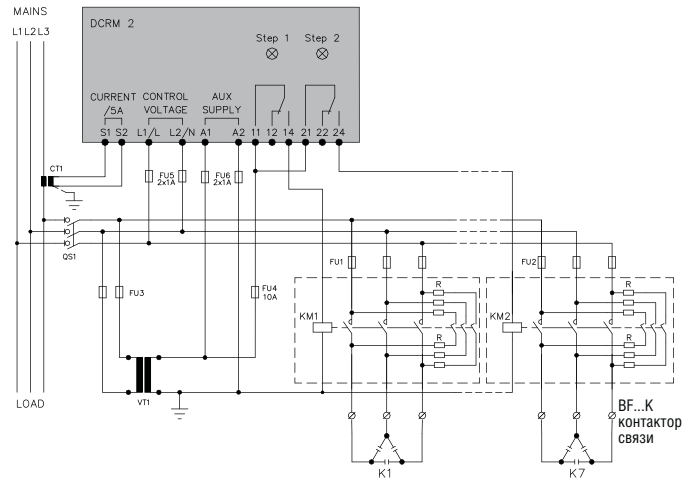 MAINS
L1 L2 L3
DCRM 2
Step 1 Step 2
CURRENT /5A
CONTROL VOLTAGE
AUX SUPPLY
S1 S2 L1/L L2/N A1 A2 11 12 14 21 22 24
CT1
FU5 2x1A
FU6 2x1A
QS1
FU3
FU4 10A
FU1
FU2
R
R
KM1
KM2
R
R
VT1
LOAD
BF...K
контактор
связи
K1
K7